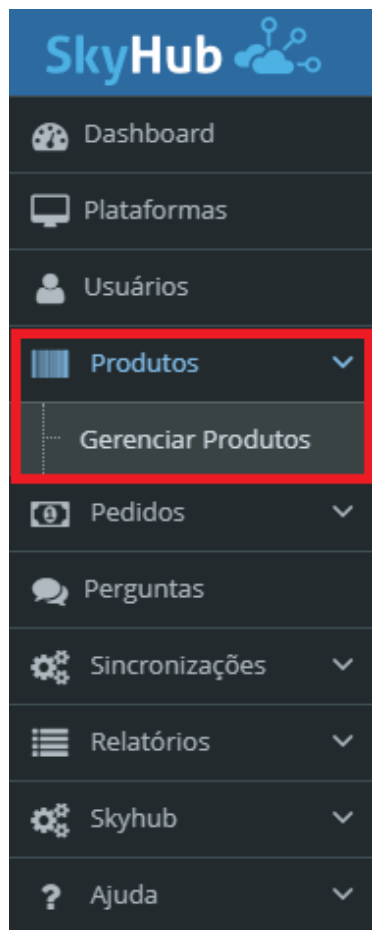 SkyHub
Dashboard
Plataformas
Usuários
Produtos
Gerenciar Produtos
Pedidos
Perguntas
Sincronizações
Relatórios
Skyhub
Ajuda